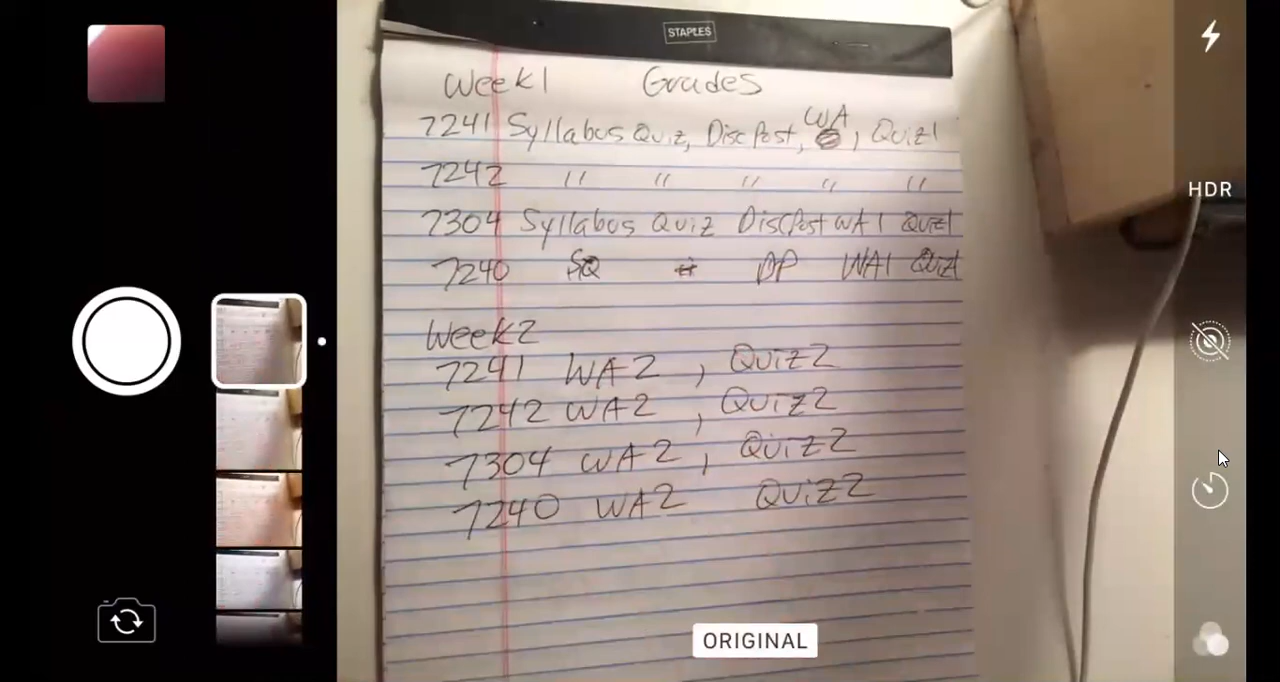 STAPLES
Week 1 Grades
7241 Syllabus Quiz, Disc Post, WA, Quiz 1
7242 " " " " "
7304 Syllabus Quiz Disc Post WA 1 Quiz 1
7240 SQ DP WA1 Quiz 1
Week 2
7241 WA 2, Quiz 2
7242 WA 2, Quiz 2
7304 WA 2, Quiz 2
7240 WA 2 Quiz 2
HDR
ORIGINAL